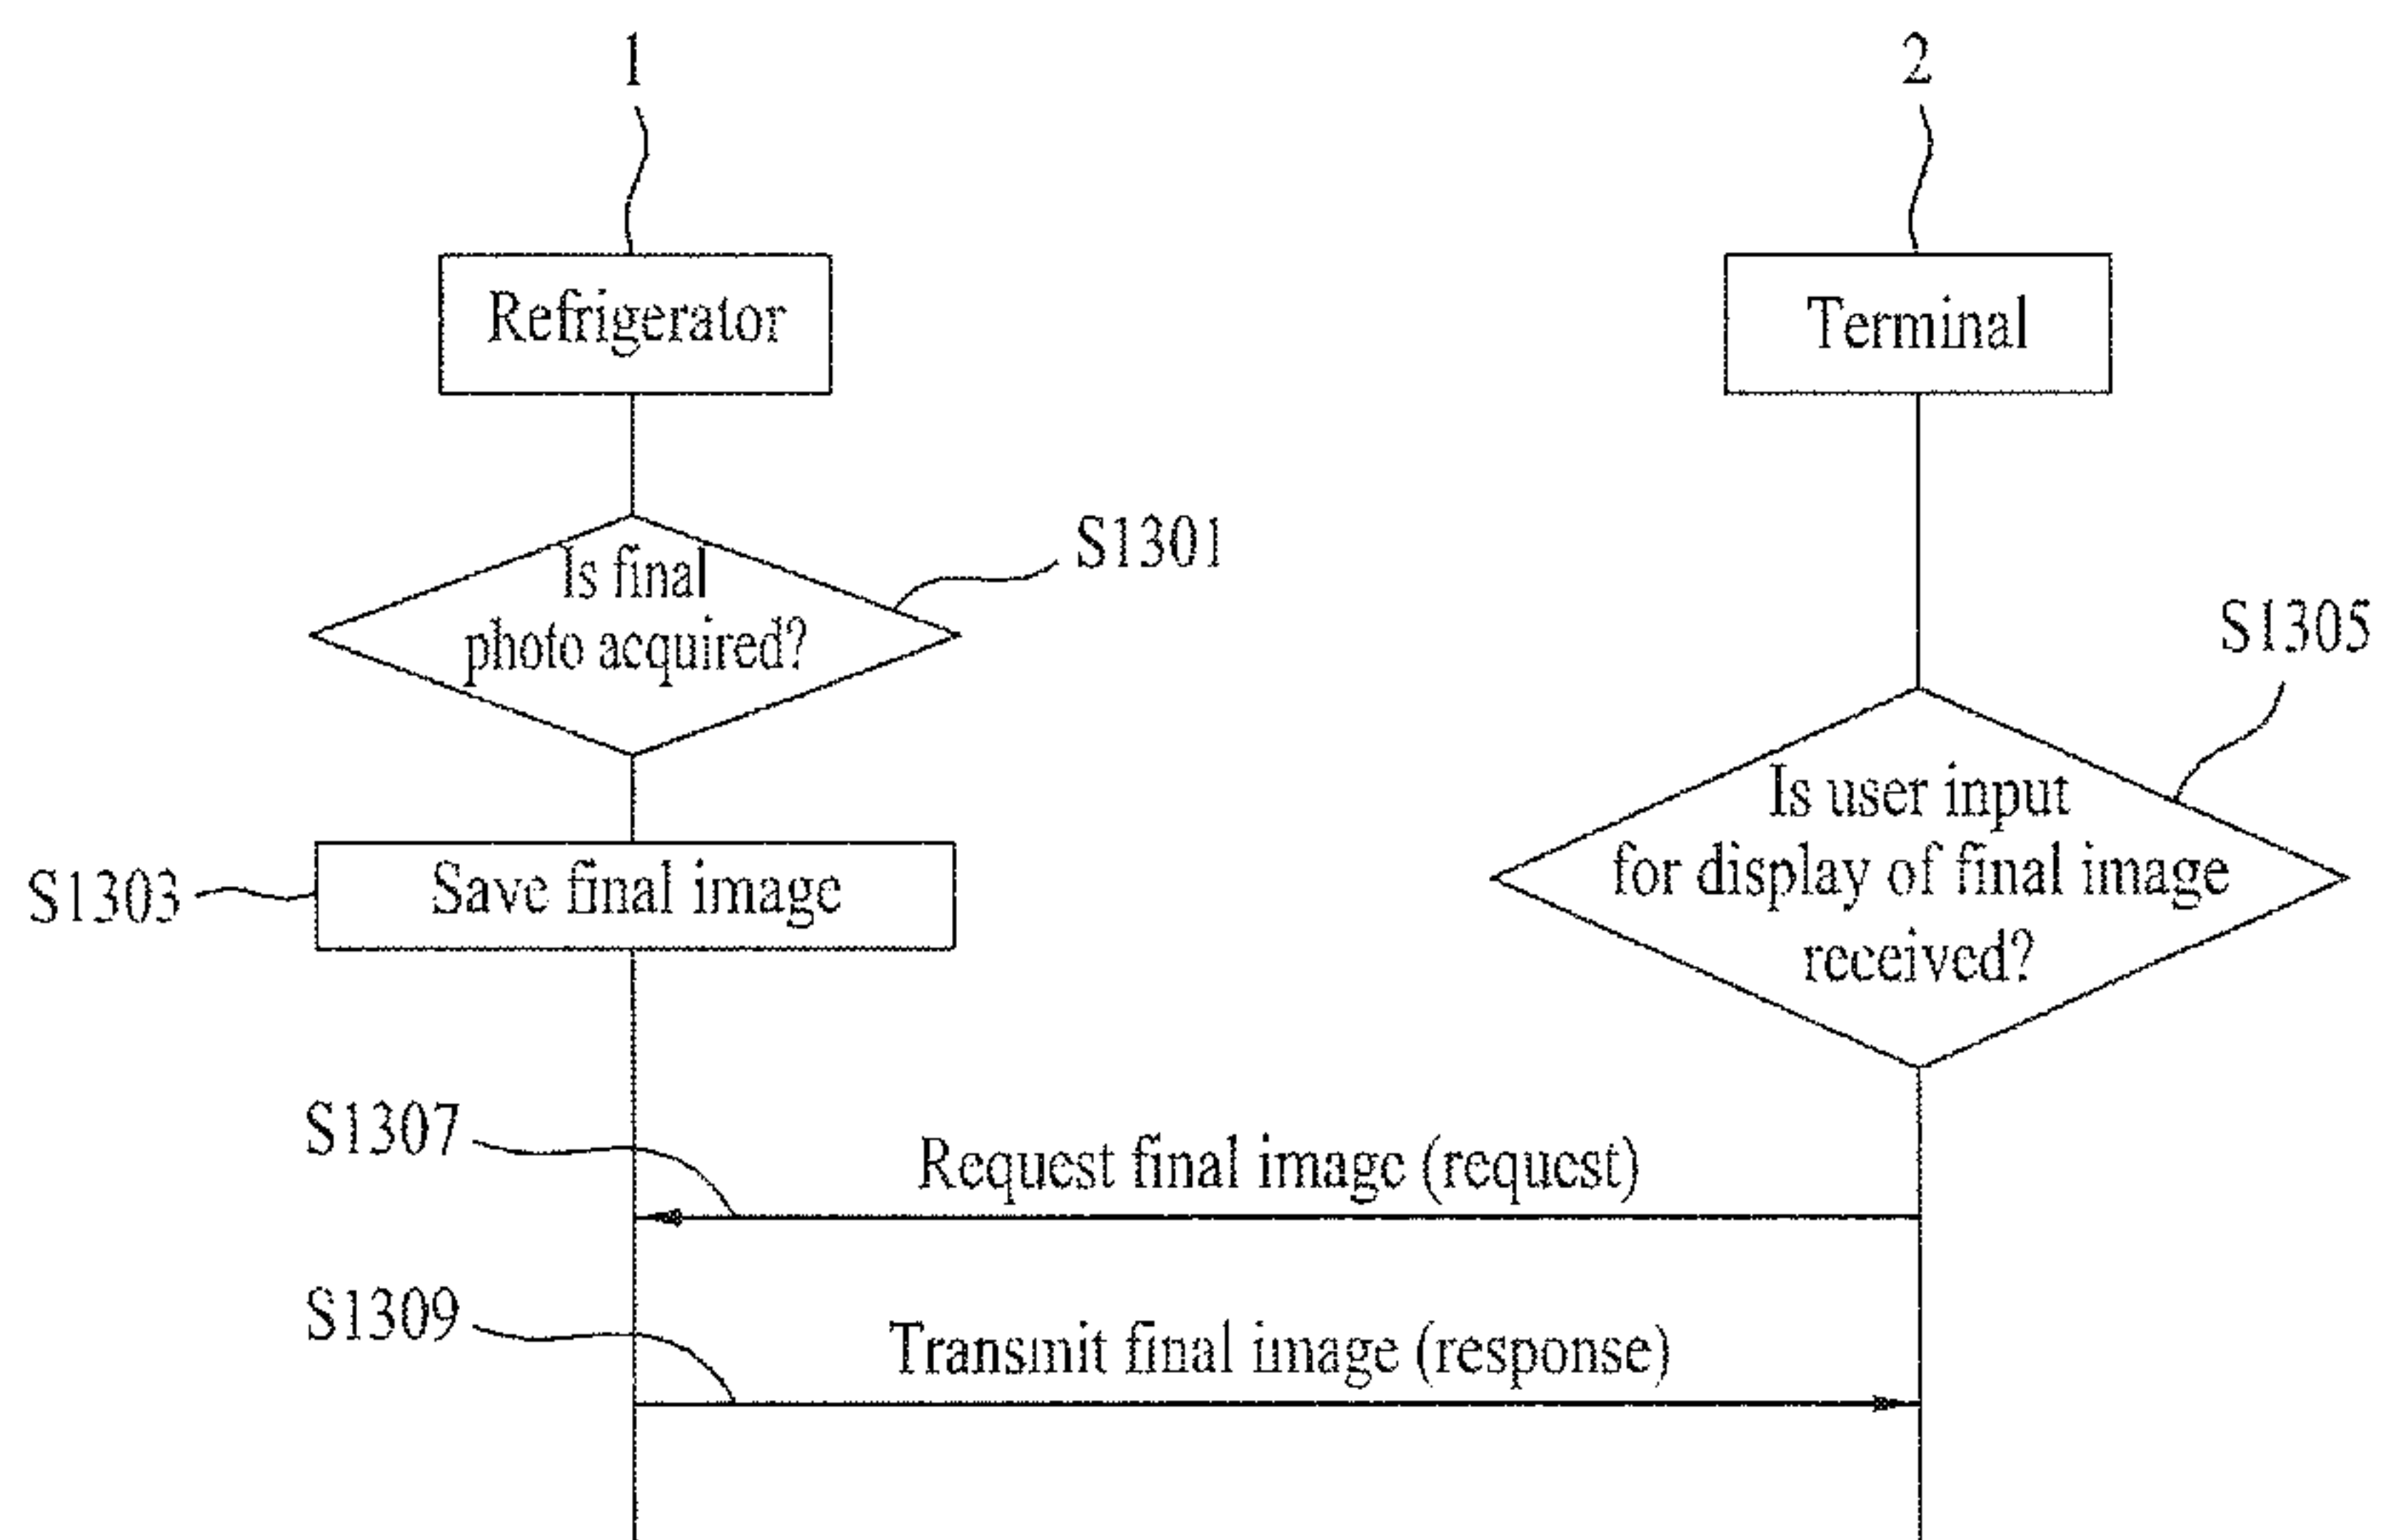 1
2
Refrigerator
Terminal
Is final
photo acquired?
S1301
S1305
Is user input
for display of final image
received?
S1303
Save final image
S1307
Request final image (request)
S1309
Transmit final image (response)